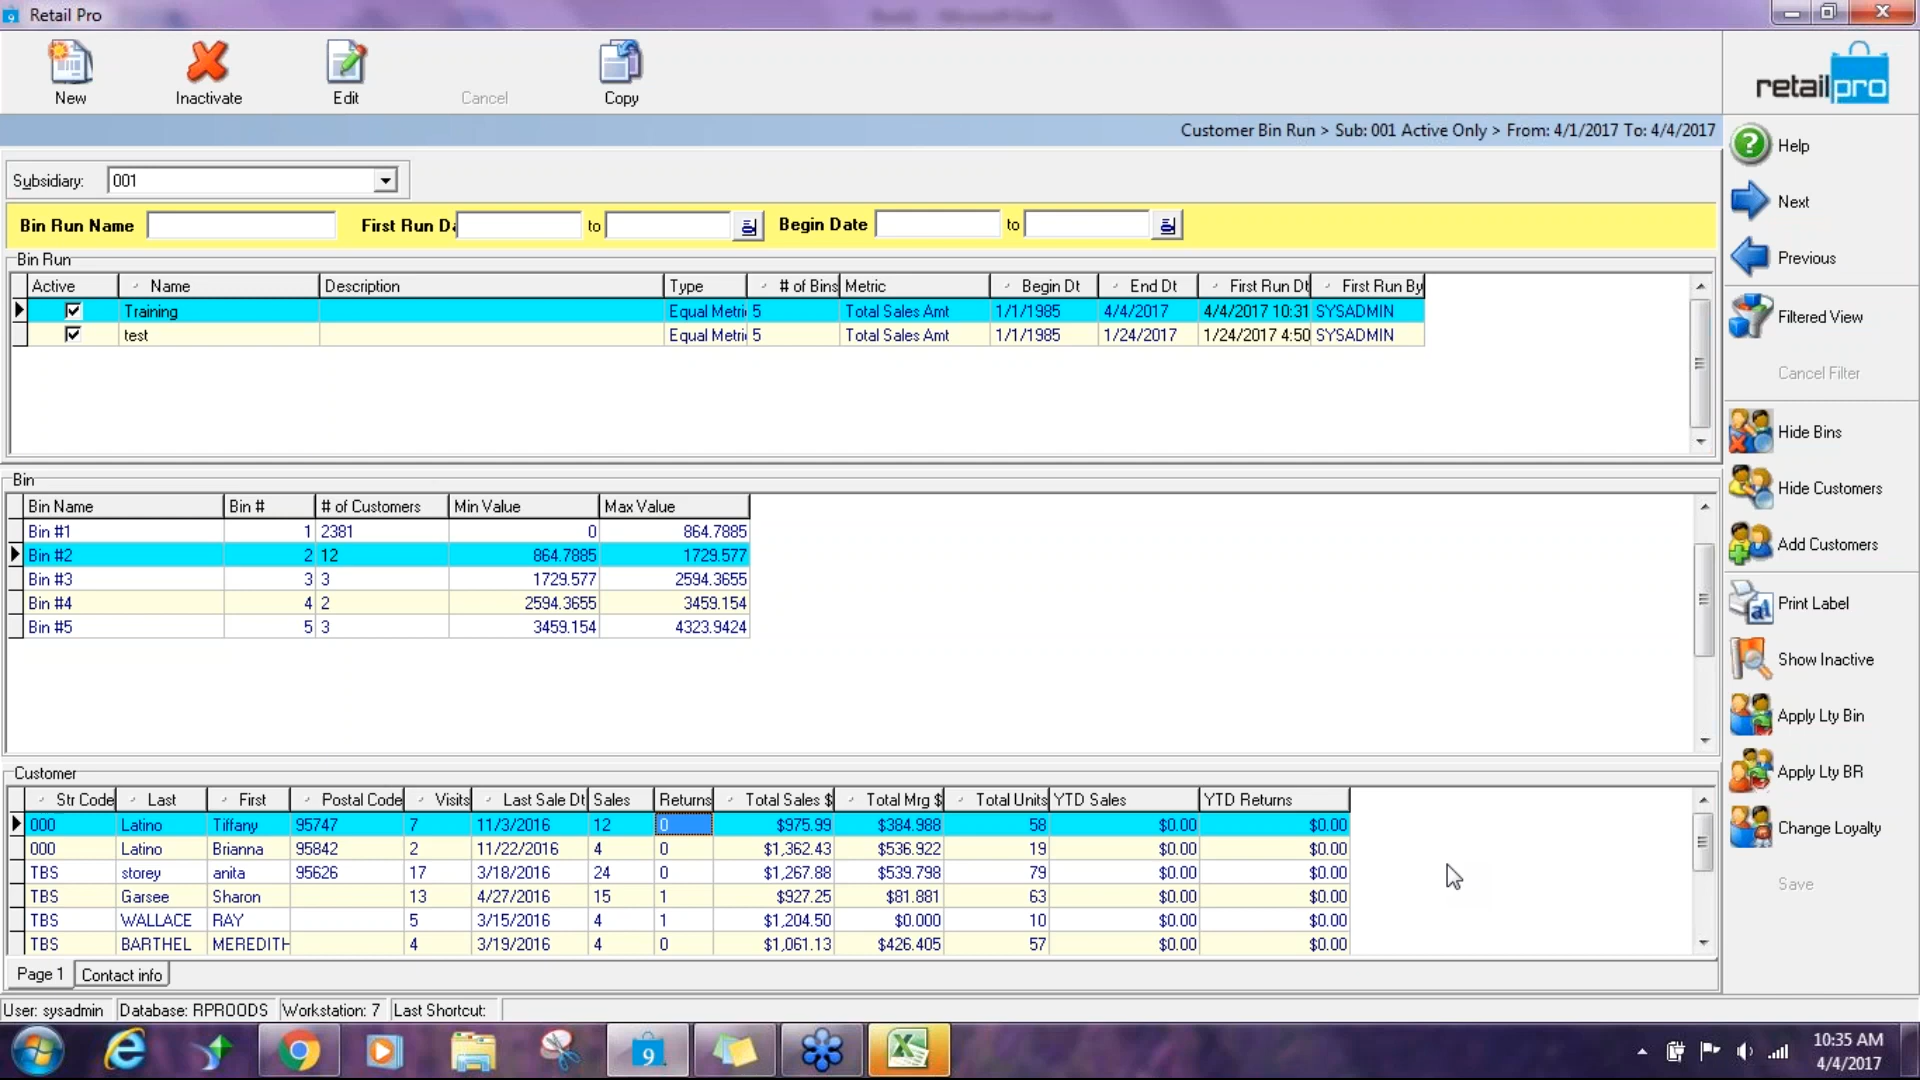 Retail Pro
New Inactivate Edit Cancel Copy
retailpro
Customer Bin Run > Sub: 001 Active Only > From: 4/1/2017 To: 4/4/2017
Subsidiary: 001
Bin Run Name First Run Da to Begin Date to
Bin Run
Active Name Description Type # of Bins Metric Begin Dt End Dt First Run Dt First Run By
Training Equal Metri 5 Total Sales Amt 1/1/1985 4/4/2017 4/4/2017 10:31 SYSADMIN
test Equal Metri 5 Total Sales Amt 1/1/1985 1/24/2017 1/24/2017 4:50 SYSADMIN
Bin
Bin Name Bin # # of Customers Min Value Max Value
Bin #1 1 2381 0 864.7885
Bin #2 2 12 864.7885 1729.577
Bin #3 3 3 1729.577 2594.3655
Bin #4 4 2 2594.3655 3459.154
Bin #5 5 3 3459.154 4323.9424
Customer
Str Code Last First Postal Code Visits Last Sale Dt Sales Returns Total Sales $ Total Mrg $ Total Units YTD Sales YTD Returns
000 Latino Tiffany 95747 7 11/3/2016 12 0 $975.99 $384.988 58 $0.00 $0.00
000 Latino Brianna 95842 2 11/22/2016 4 0 $1,362.43 $536.922 19 $0.00 $0.00
TBS storey anita 95626 17 3/18/2016 24 0 $1,267.88 $539.798 79 $0.00 $0.00
TBS Garsee Sharon 13 4/27/2016 15 1 $927.25 $81.881 63 $0.00 $0.00
TBS WALLACE RAY 5 3/15/2016 4 1 $1,204.50 $0.000 10 $0.00 $0.00
TBS BARTHEL MEREDITH 4 3/19/2016 4 0 $1,061.13 $426.405 57 $0.00 $0.00
Page 1 Contact info
User: sysadmin Database: RPROODS Workstation: 7 Last Shortcut:
Help
Next
Previous
Filtered View
Cancel Filter
Hide Bins
Hide Customers
Add Customers
Print Label
Show Inactive
Apply Lty Bin
Apply Lty BR
Change Loyalty
Save
9
10:35 AM
4/4/2017